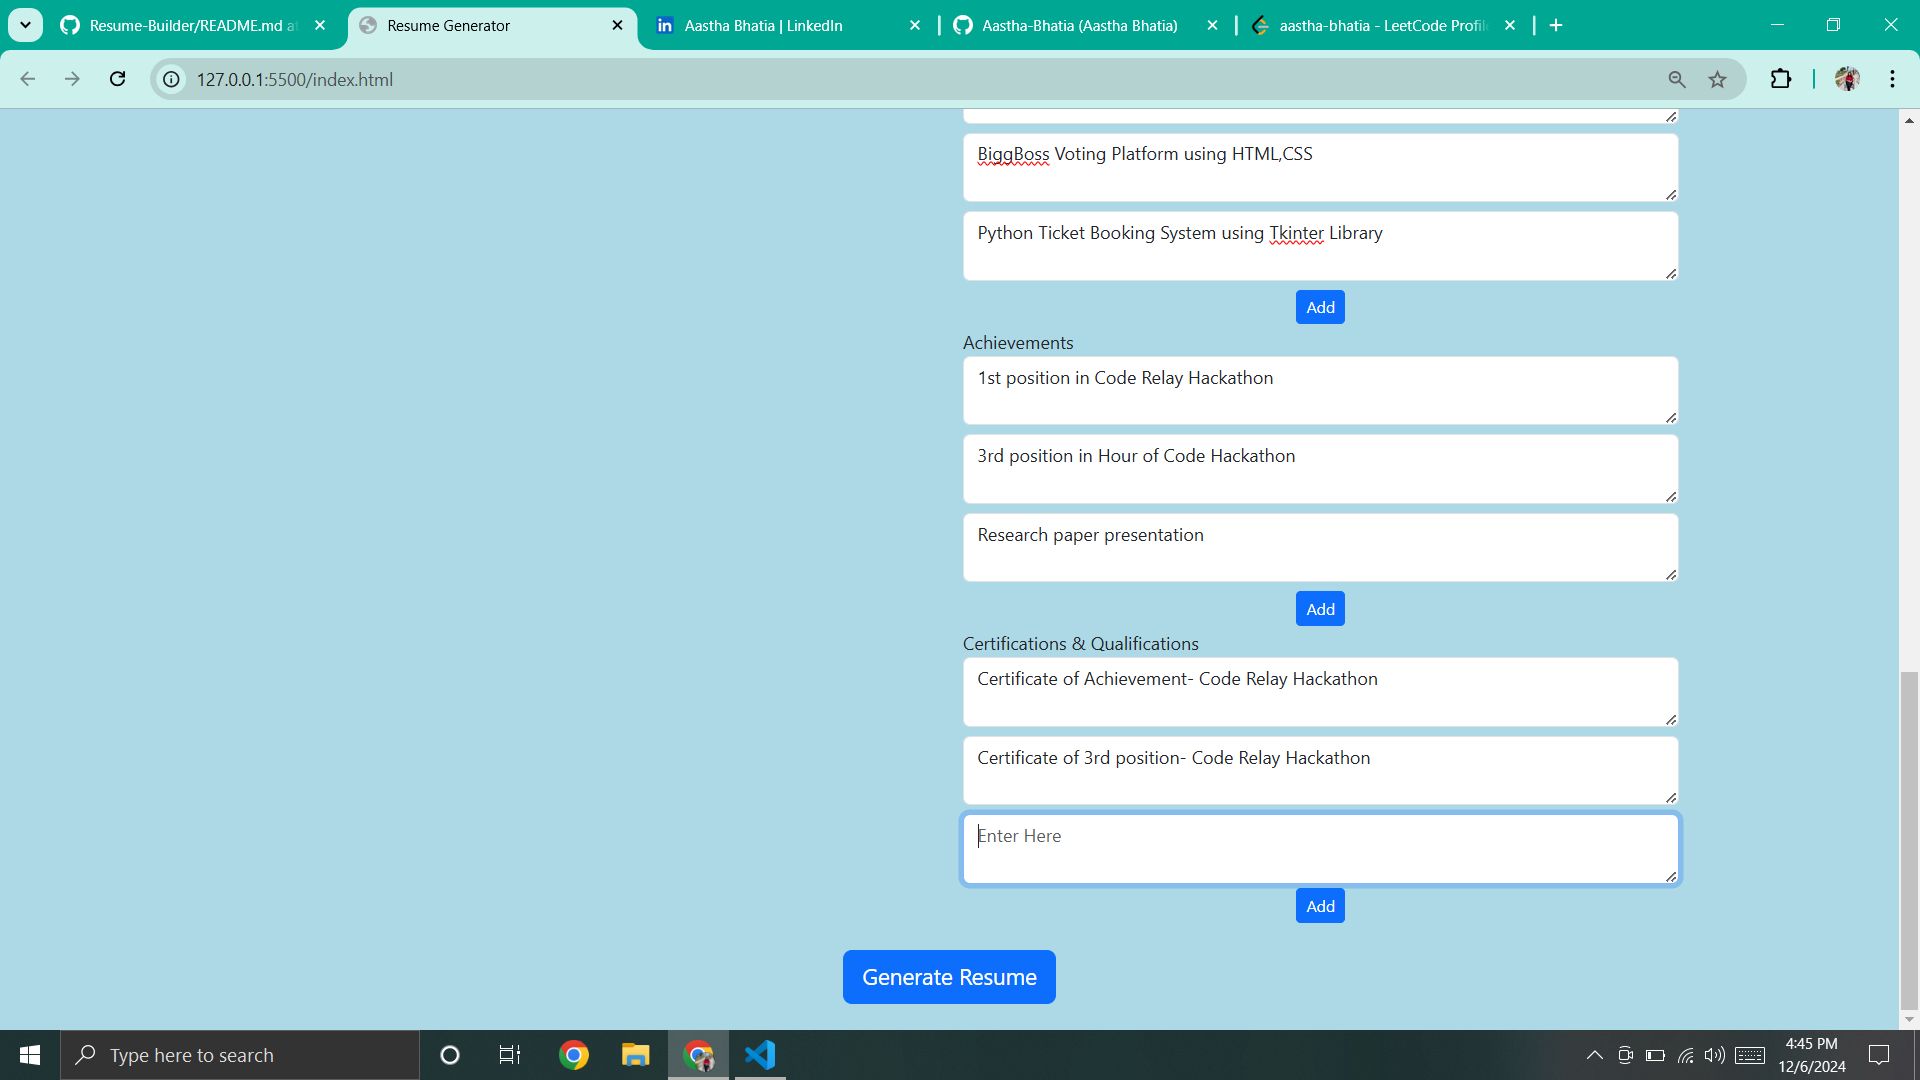 Resume-Builder/README.md at
Resume Generator
Aastha Bhatia | LinkedIn
Aastha-Bhatia (Aastha Bhatia)
aastha-bhatia - LeetCode Profile
127.0.0.1:5500/index.html
BiggBoss Voting Platform using HTML,CSS
Python Ticket Booking System using Tkinter Library
Add
Achievements
1st position in Code Relay Hackathon
3rd position in Hour of Code Hackathon
Research paper presentation
Add
Certifications & Qualifications
Certificate of Achievement- Code Relay Hackathon
Certificate of 3rd position- Code Relay Hackathon
Enter Here
Add
Generate Resume
Type here to search
4:45 PM
12/6/2024